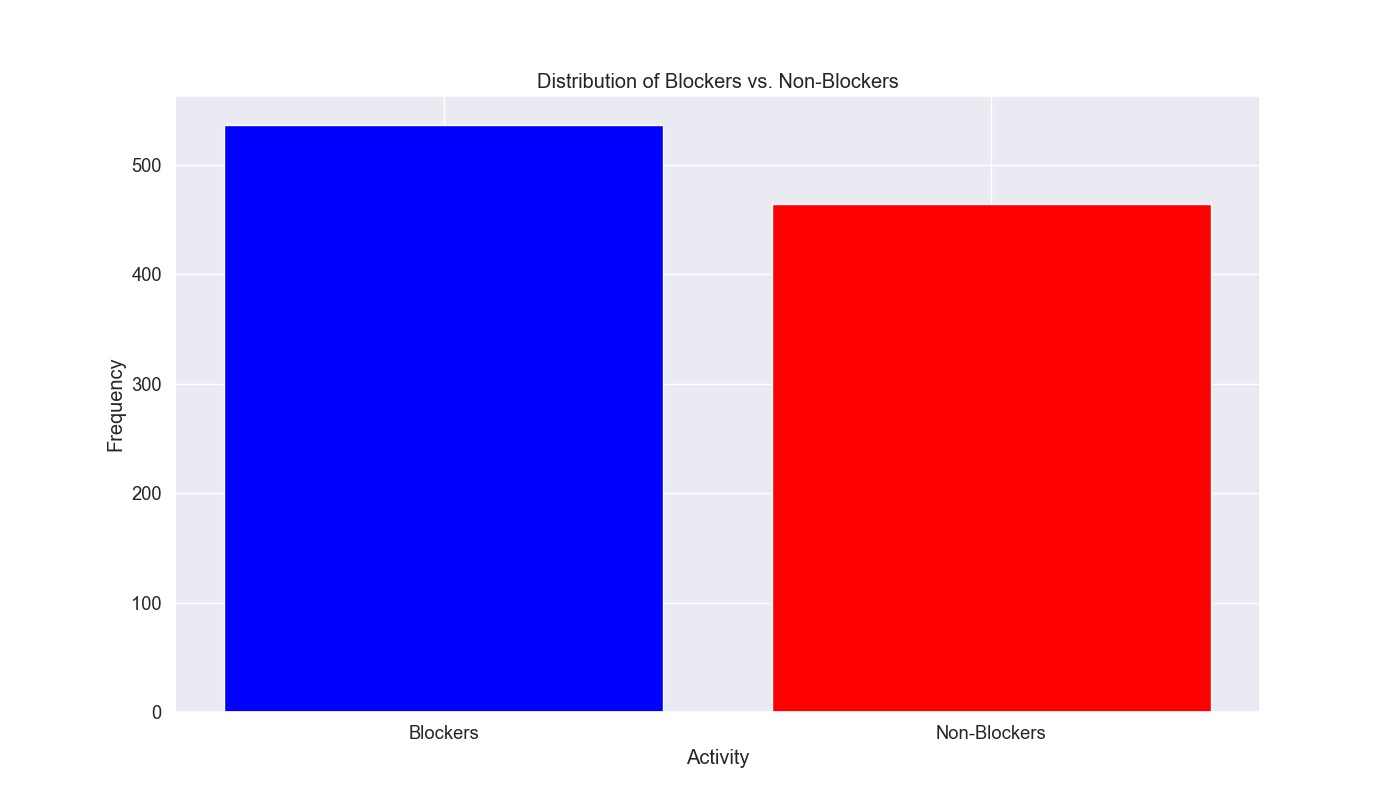 Distribution of Blockers vs. Non-Blockers
500
400
300
200
100
0
Frequency
Blockers
Non-Blockers
Activity